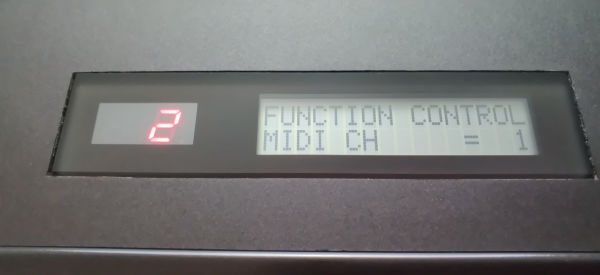 2
FUNCTION CONTROL
MIDI CH = 1